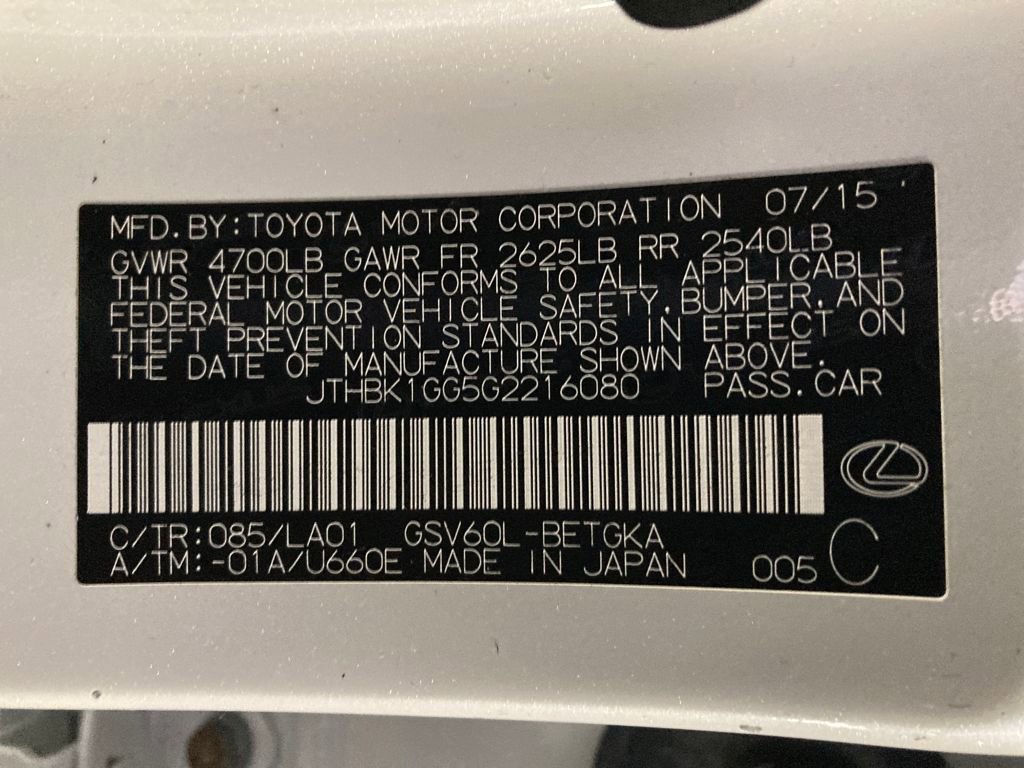 MFD. BY: TOYOTA MOTOR CORPORATION 07/15
GVWR 4700LB GAWR FR 2625LB RR 2540LB
THIS VEHICLE CONFORMS TO ALL APPLICABLE
FEDERAL MOTOR VEHICLE SAFETY, BUMPER, AND
THEFT PREVENTION STANDARDS IN EFFECT ON
THE DATE OF MANUFACTURE SHOWN ABOVE.
JTHBK1GG5G2216080 PASS. CAR
C/TR: 085/LA01 GSV60L-BETGKA
A/TM: -01A/U660E MADE IN JAPAN 005 C